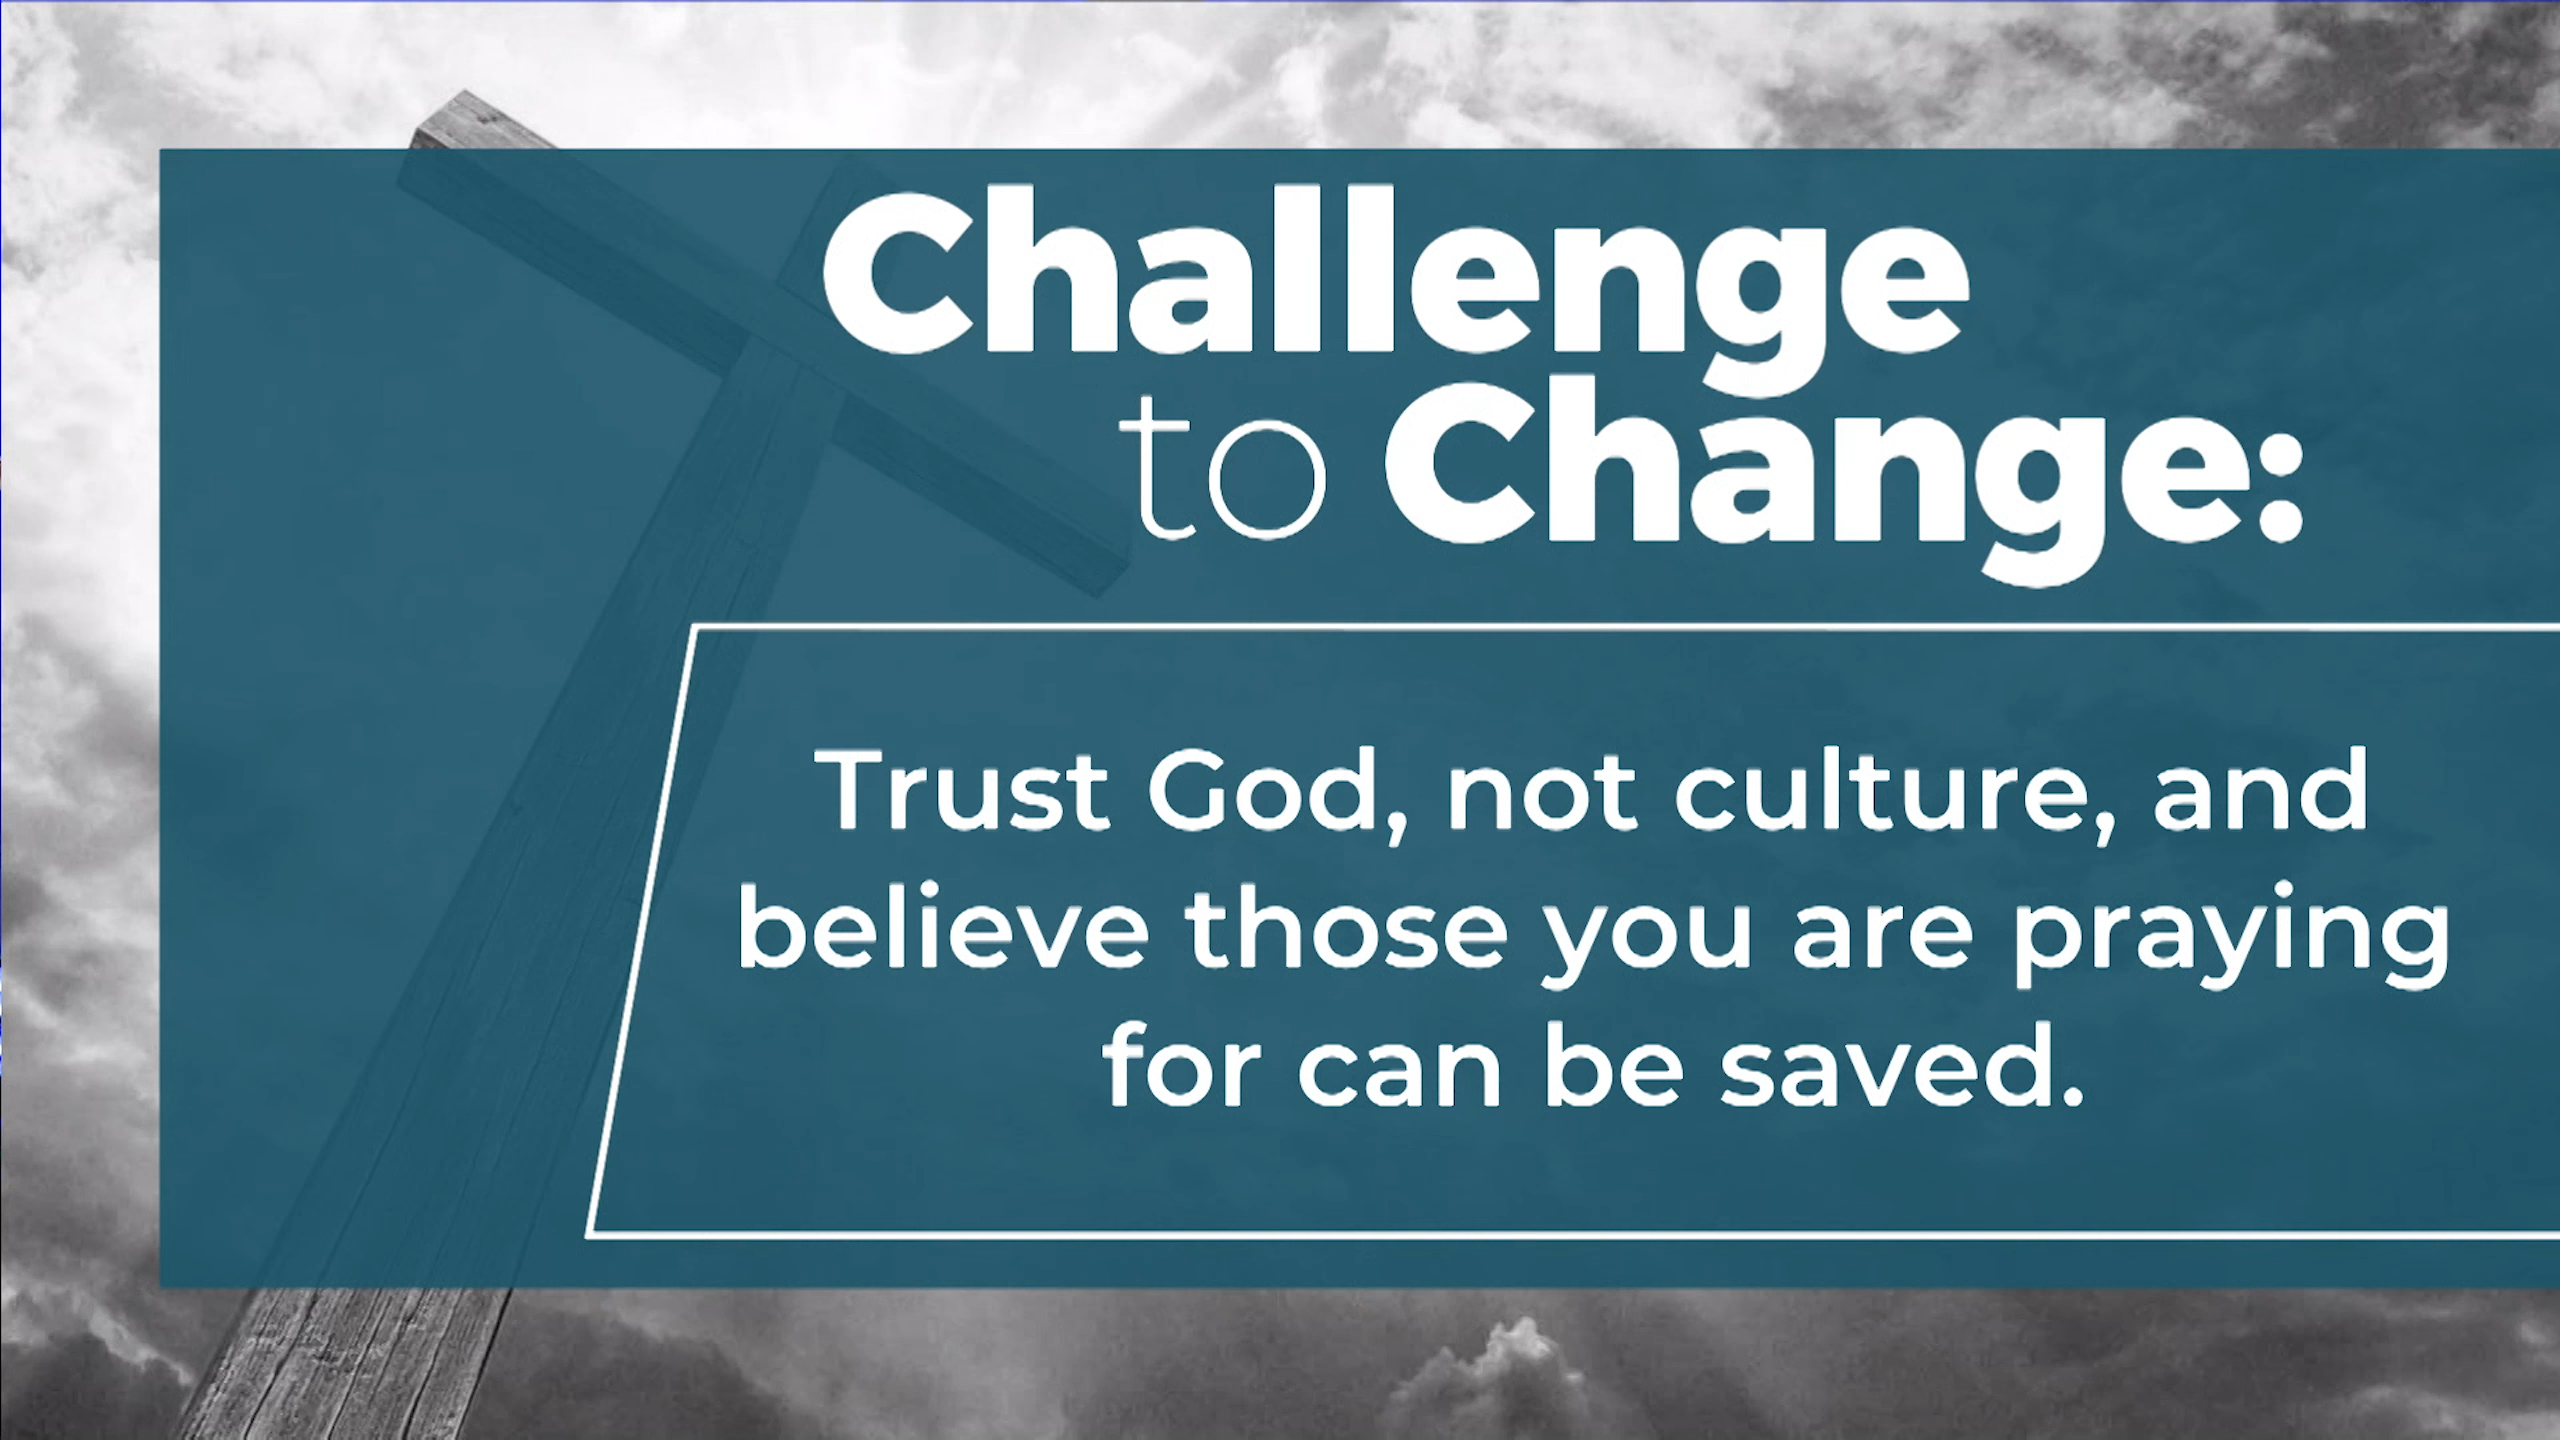 Challenge
to Change:
Trust God, not culture, and
believe those you are praying
for can be saved.